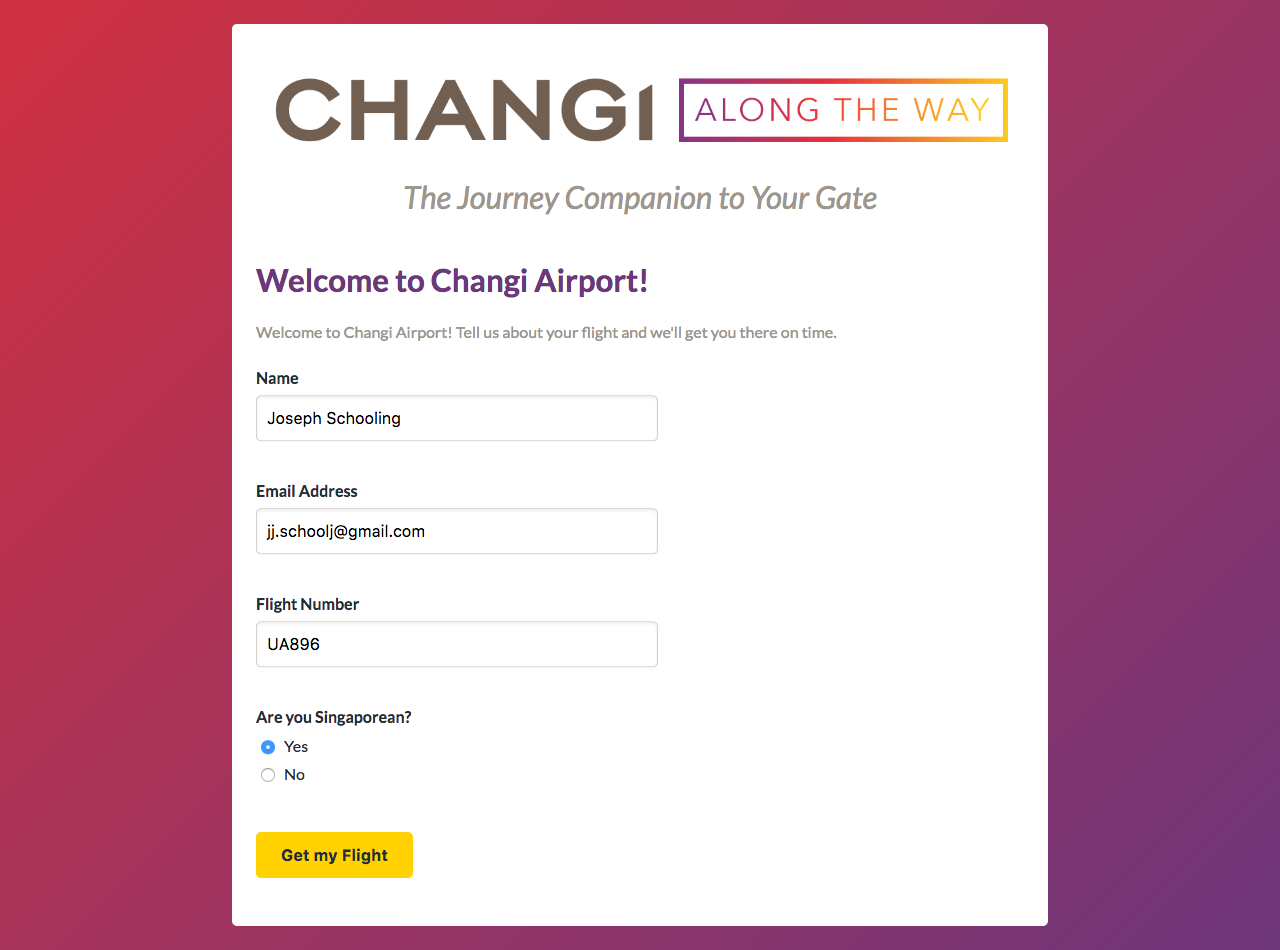 CHANGI ALONG THE WAY
The Journey Companion to Your Gate
Welcome to Changi Airport!
Welcome to Changi Airport! Tell us about your flight and we'll get you there on time.
Name
Joseph Schooling
Email Address
jj.schoolj@gmail.com
Flight Number
UA896
Are you Singaporean?
Yes
No
Get my Flight